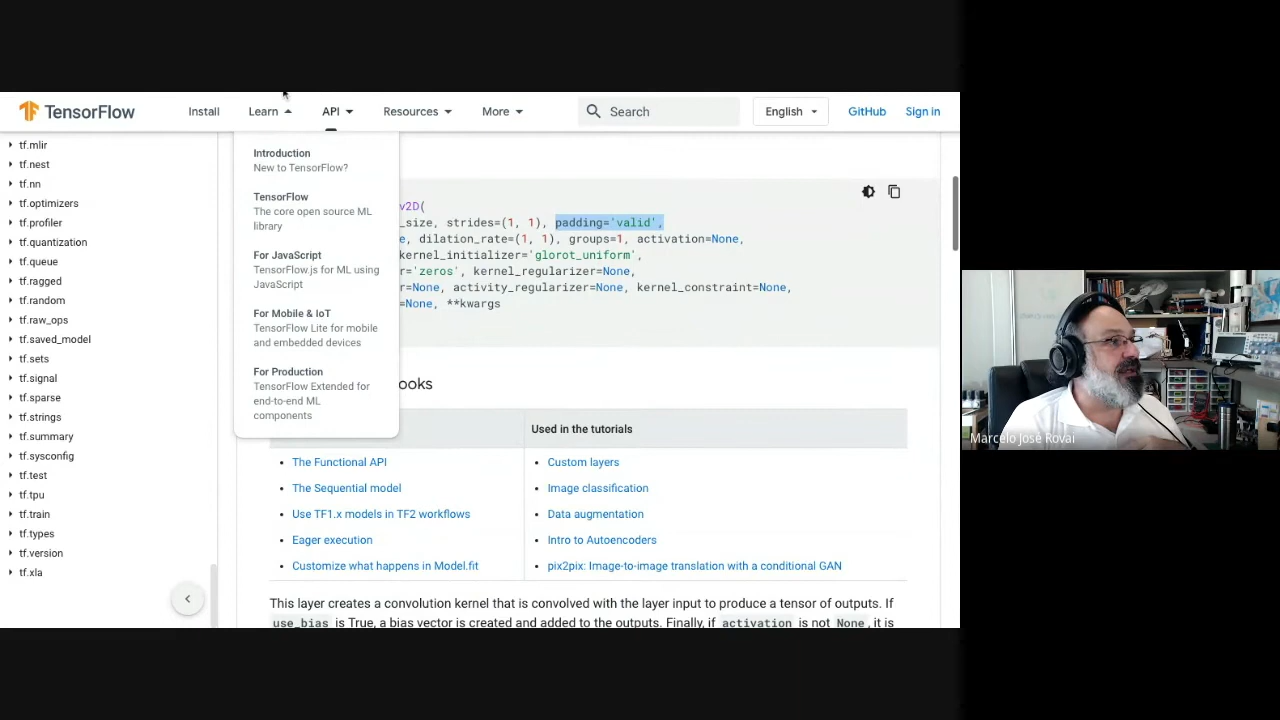 TensorFlow
Install
Learn
API
Resources
More
Search
English
GitHub
Sign in
tf.mlir
tf.nest
tf.nn
tf.optimizers
tf.profiler
tf.quantization
tf.queue
tf.ragged
tf.random
tf.raw_ops
tf.saved_model
tf.sets
tf.signal
tf.sparse
tf.strings
tf.summary
tf.sysconfig
tf.test
tf.tpu
tf.train
tf.types
tf.version
tf.xla
Introduction
New to TensorFlow?
TensorFlow
The core open source ML
library
For JavaScript
TensorFlow.js for ML using
JavaScript
For Mobile & IoT
TensorFlow Lite for mobile
and embedded devices
For Production
TensorFlow Extended for
end-to-end ML
components
v2D(
_size, strides=(1, 1), padding='valid',
e, dilation_rate=(1, 1), groups=1, activation=None,
kernel_initializer='glorot_uniform',
r='zeros', kernel_regularizer=None,
r=None, activity_regularizer=None, kernel_constraint=None,
=None, **kwargs
ooks
Used in the tutorials
The Functional API
The Sequential model
Use TF1.x models in TF2 workflows
Eager execution
Customize what happens in Model.fit
Custom layers
Image classification
Data augmentation
Intro to Autoencoders
pix2pix: Image-to-image translation with a conditional GAN
This layer creates a convolution kernel that is convolved with the layer input to produce a tensor of outputs. If
use_bias is True, a bias vector is created and added to the outputs. Finally, if activation is not None, it is
Marcelo José Rovai